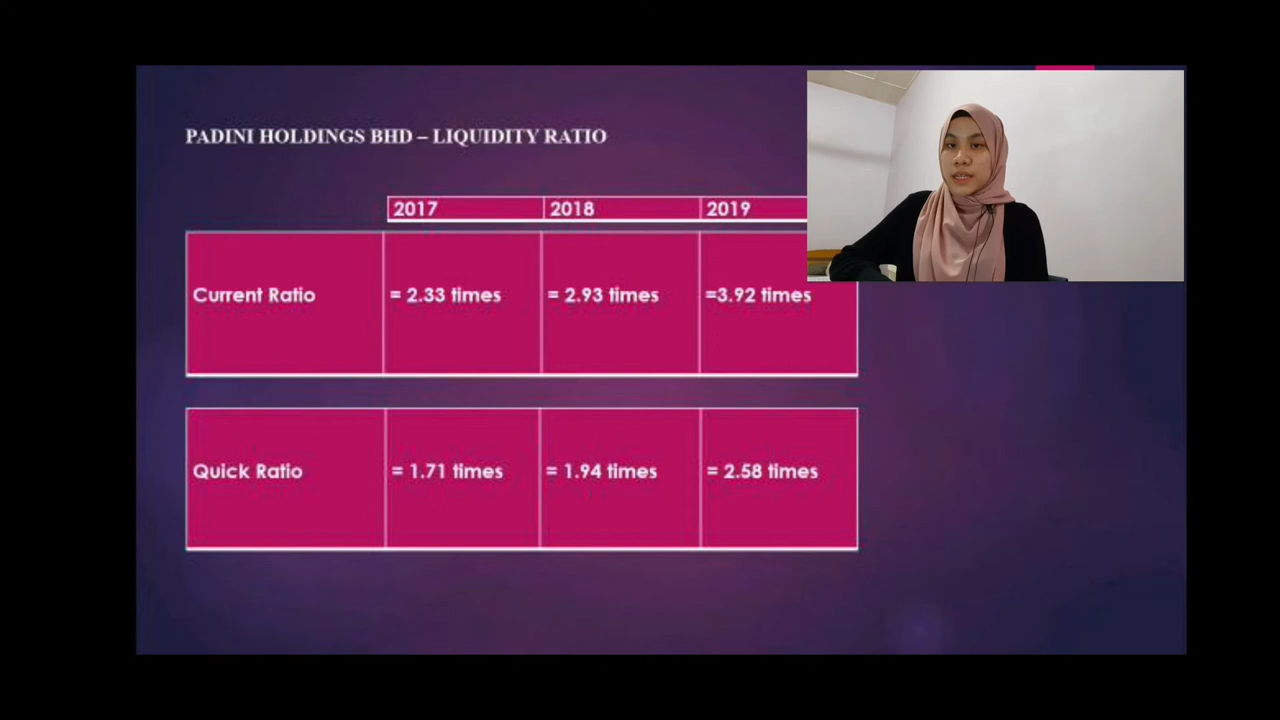 PADINI HOLDINGS BHD – LIQUIDITY RATIO
2017 2018 2019
Current Ratio = 2.33 times = 2.93 times =3.92 times
Quick Ratio = 1.71 times = 1.94 times = 2.58 times